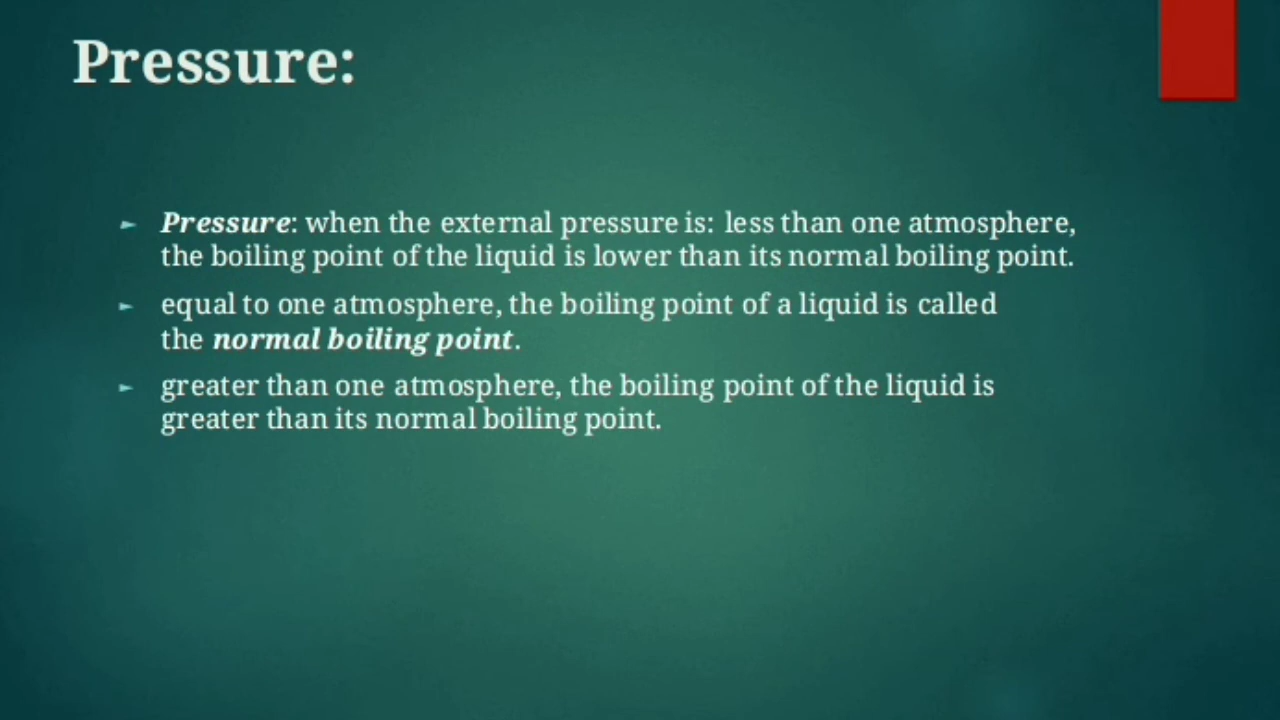 Pressure:
Pressure: when the external pressure is: less than one atmosphere,
the boiling point of the liquid is lower than its normal boiling point.
equal to one atmosphere, the boiling point of a liquid is called
the normal boiling point.
greater than one atmosphere, the boiling point of the liquid is
greater than its normal boiling point.